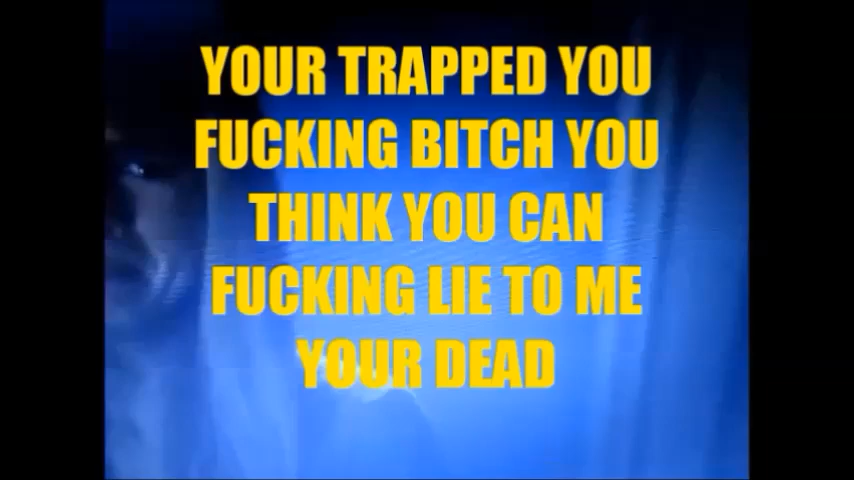 YOUR TRAPPED YOU
FUCKING BITCH YOU
THINK YOU CAN
FUCKING LIE TO ME
YOUR DEAD